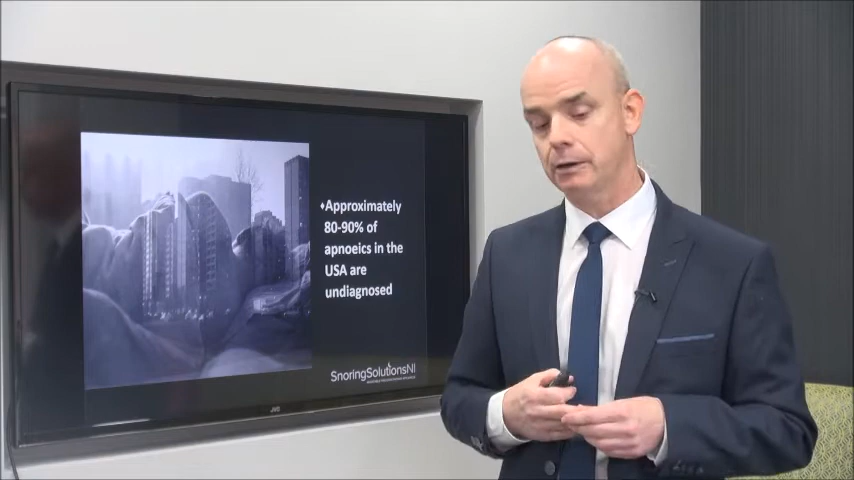 ♦Approximately
80-90% of
apnoeics in the
USA are
undiagnosed
SnoringSolutionsNI
JVC